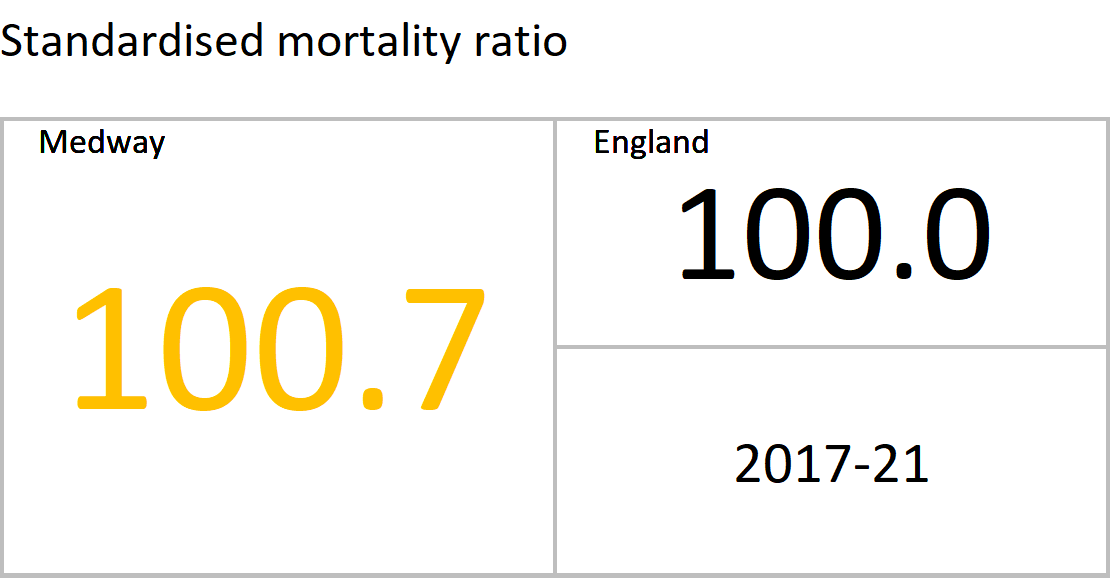 Standardised mortality ratio
Medway
100.7
England
100.0
2017-21